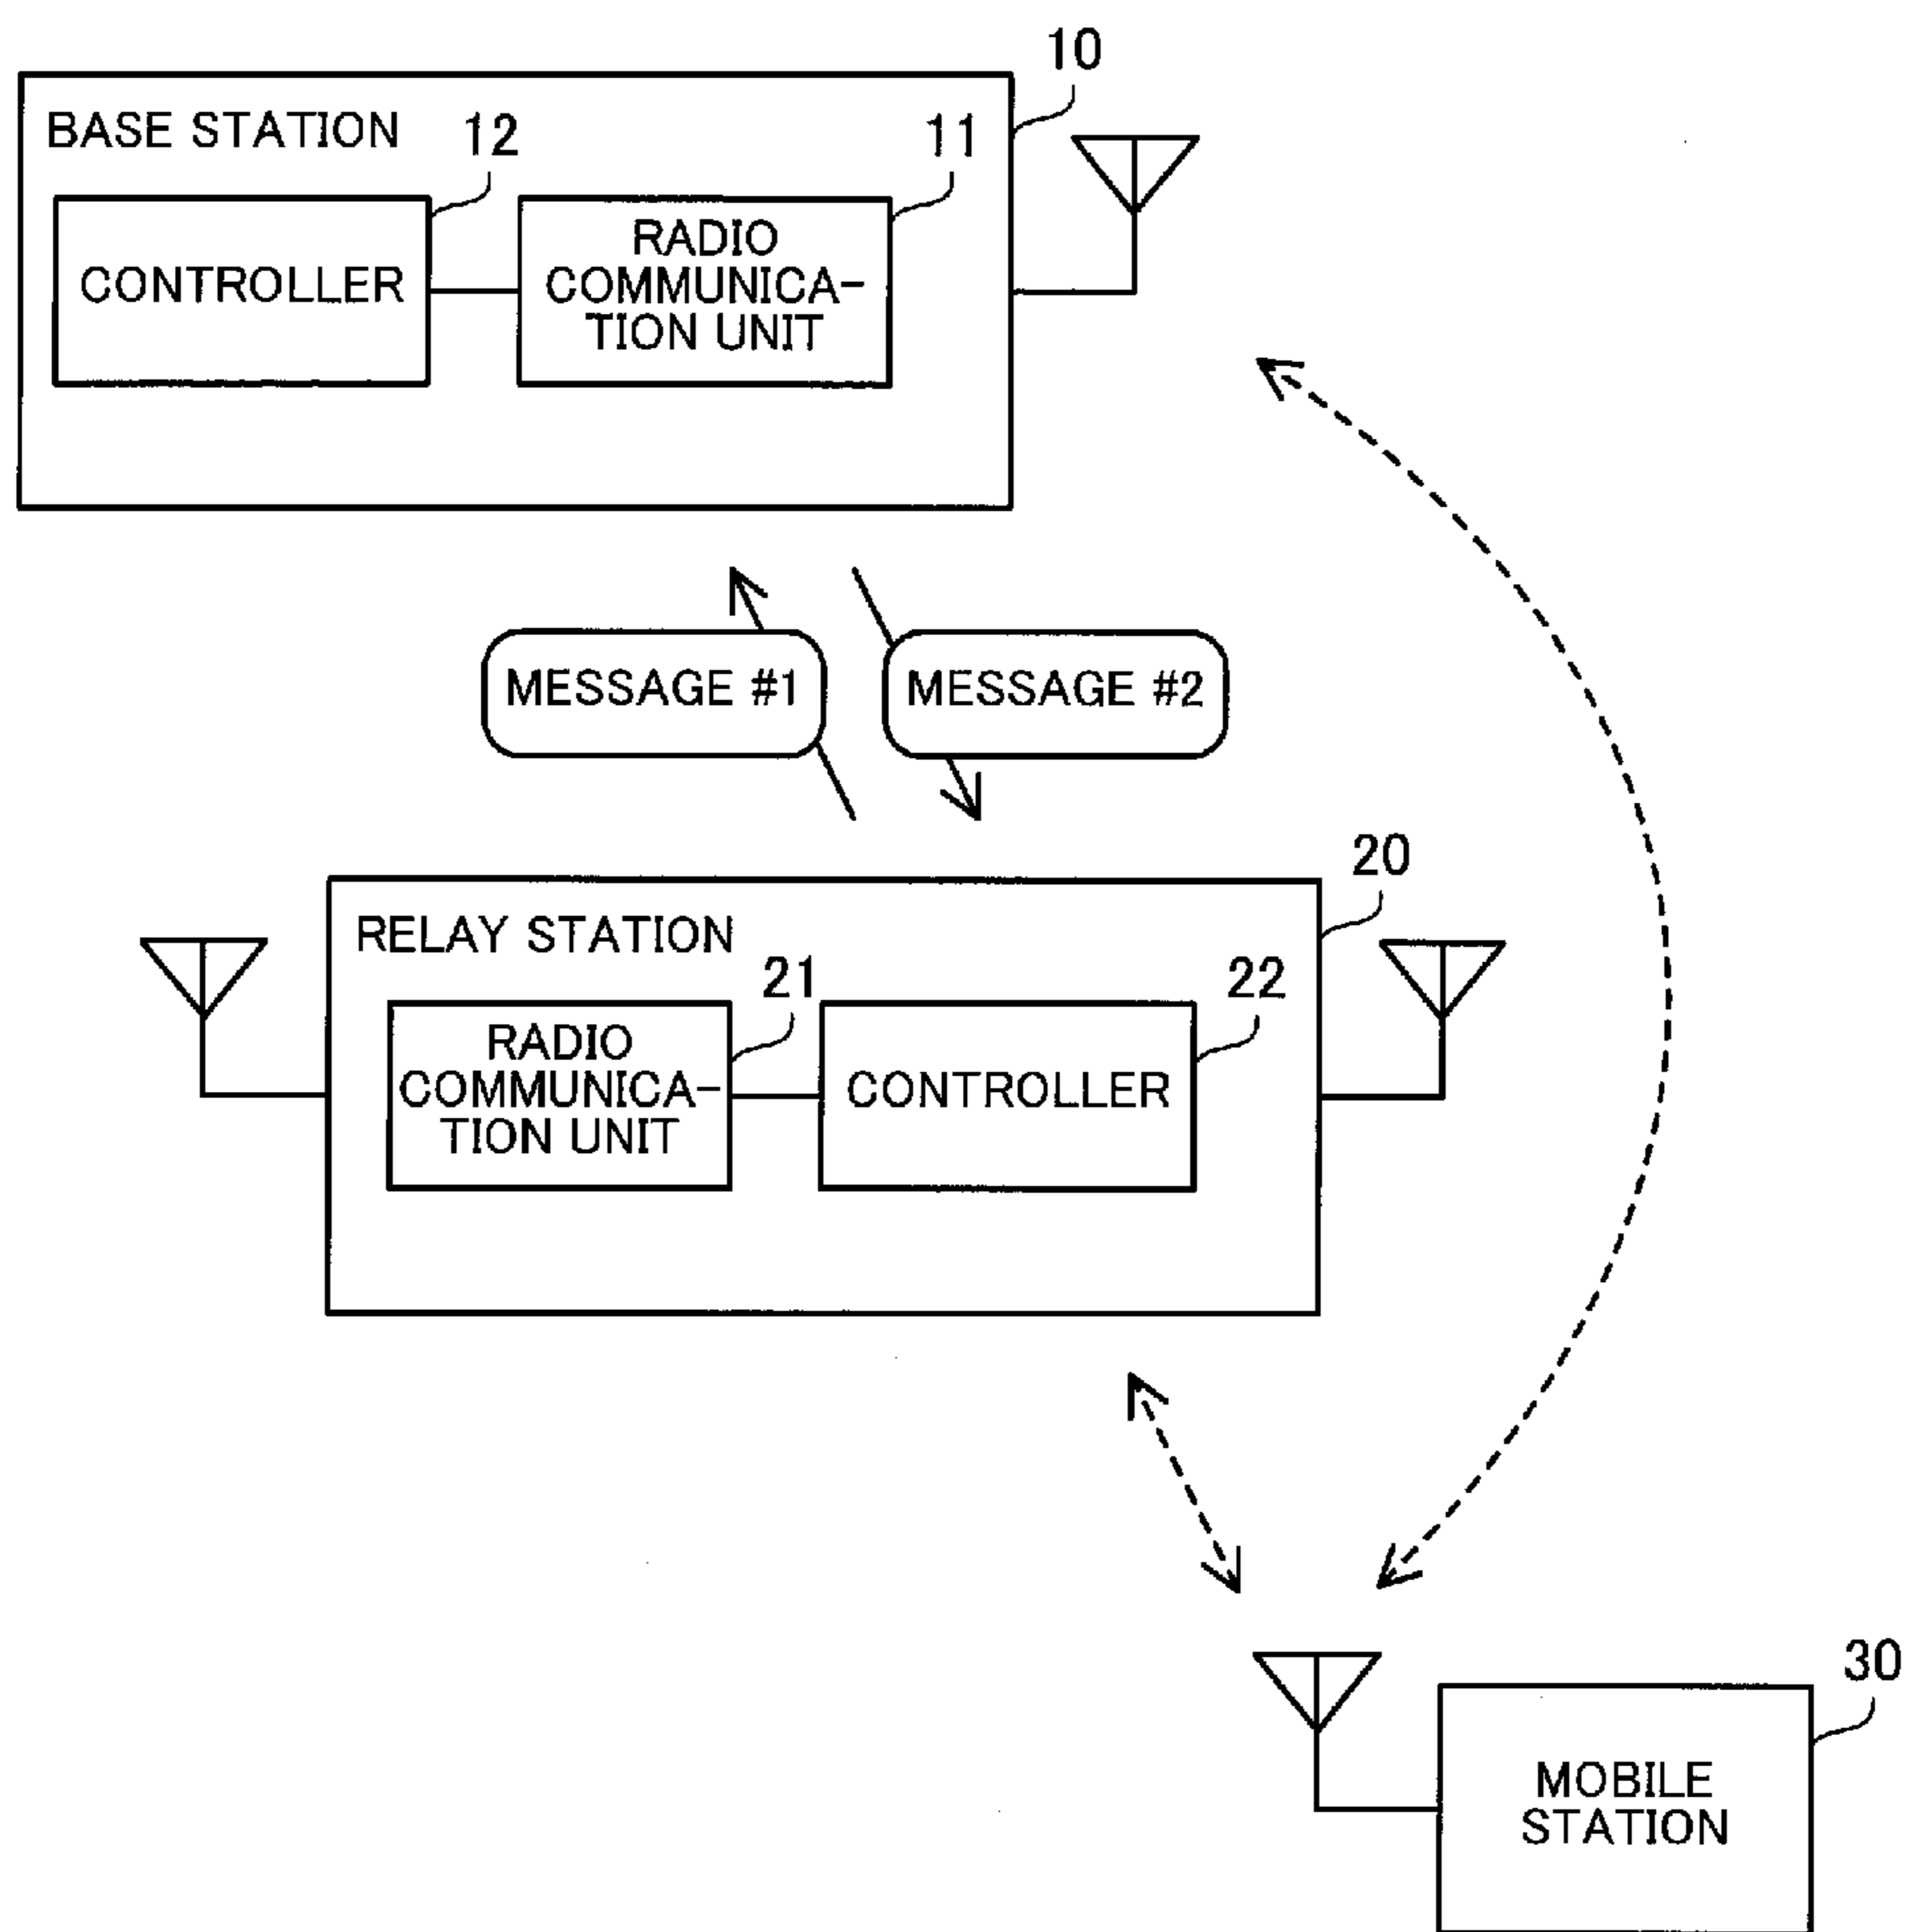 10
BASE STATION
12
11
CONTROLLER
RADIO
COMMUNICA-
TION UNIT
MESSAGE #1
MESSAGE #2
20
RELAY STATION
21
22
RADIO
COMMUNICA-
TION UNIT
CONTROLLER
30
MOBILE
STATION